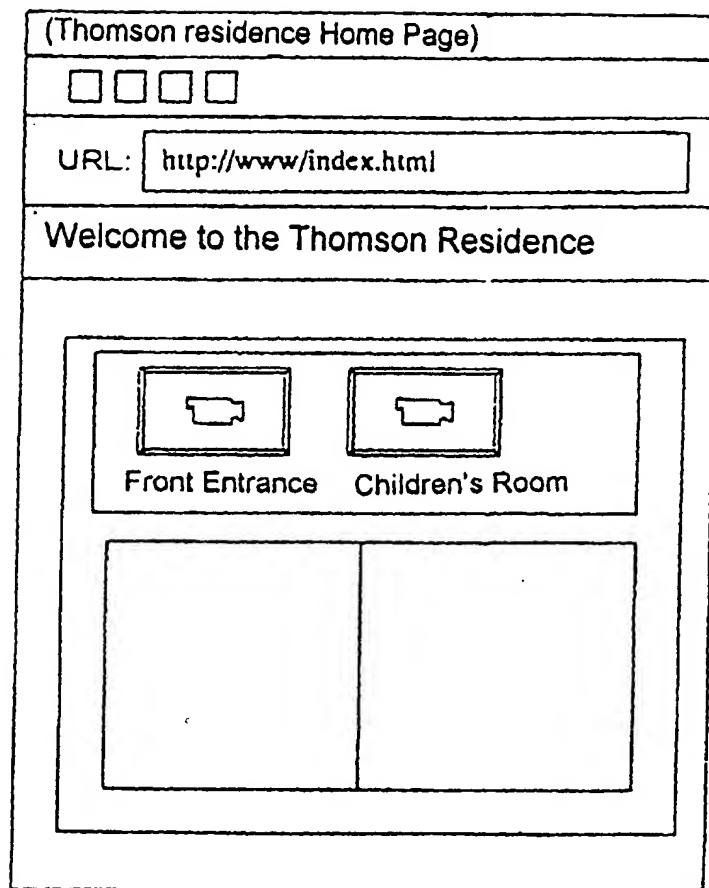 (Thomson residence Home Page)
URL: http://www/index.html
Welcome to the Thomson Residence
Front Entrance Children's Room